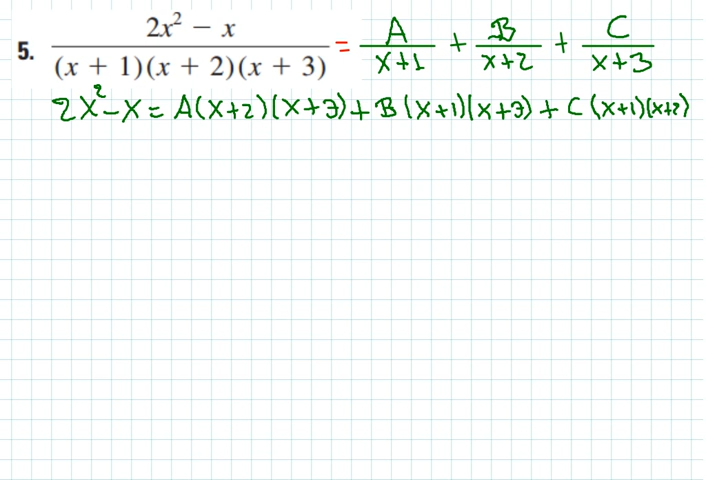 5. (2x² − x)/((x + 1)(x + 2)(x + 3)) = A/(x+1) + B/(x+2) + C/(x+3)
2x² − x = A(x+2)(x+3) + B(x+1)(x+3) + C(x+1)(x+2)